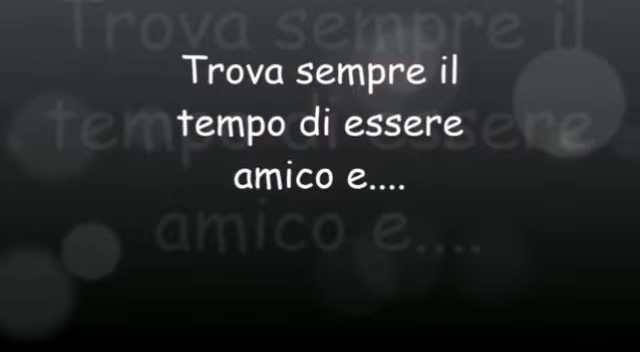 Trova sempre il
tempo di essere
amico e....